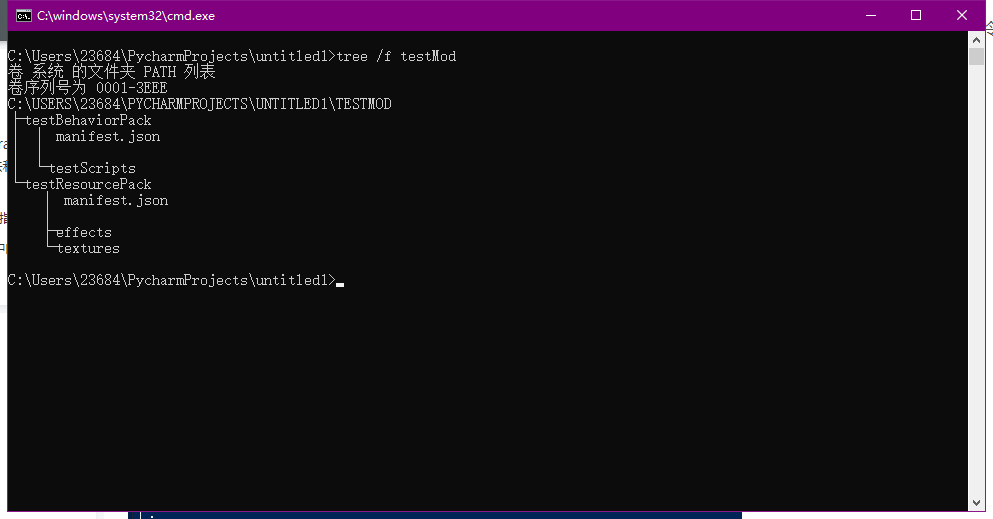 C:\windows\system32\cmd.exe
C:\Users\23684\PycharmProjects\untitled1>tree /f testMod
卷 系统 的文件夹 PATH 列表
卷序列号为 0001-3EEE
C:\USERS\23684\PYCHARMPROJECTS\UNTITLED1\TESTMOD
├─testBehaviorPack
│  │  manifest.json
│  │
│  └─testScripts
└─testResourcePack
    │  manifest.json
    │
    ├─effects
    └─textures
C:\Users\23684\PycharmProjects\untitled1>